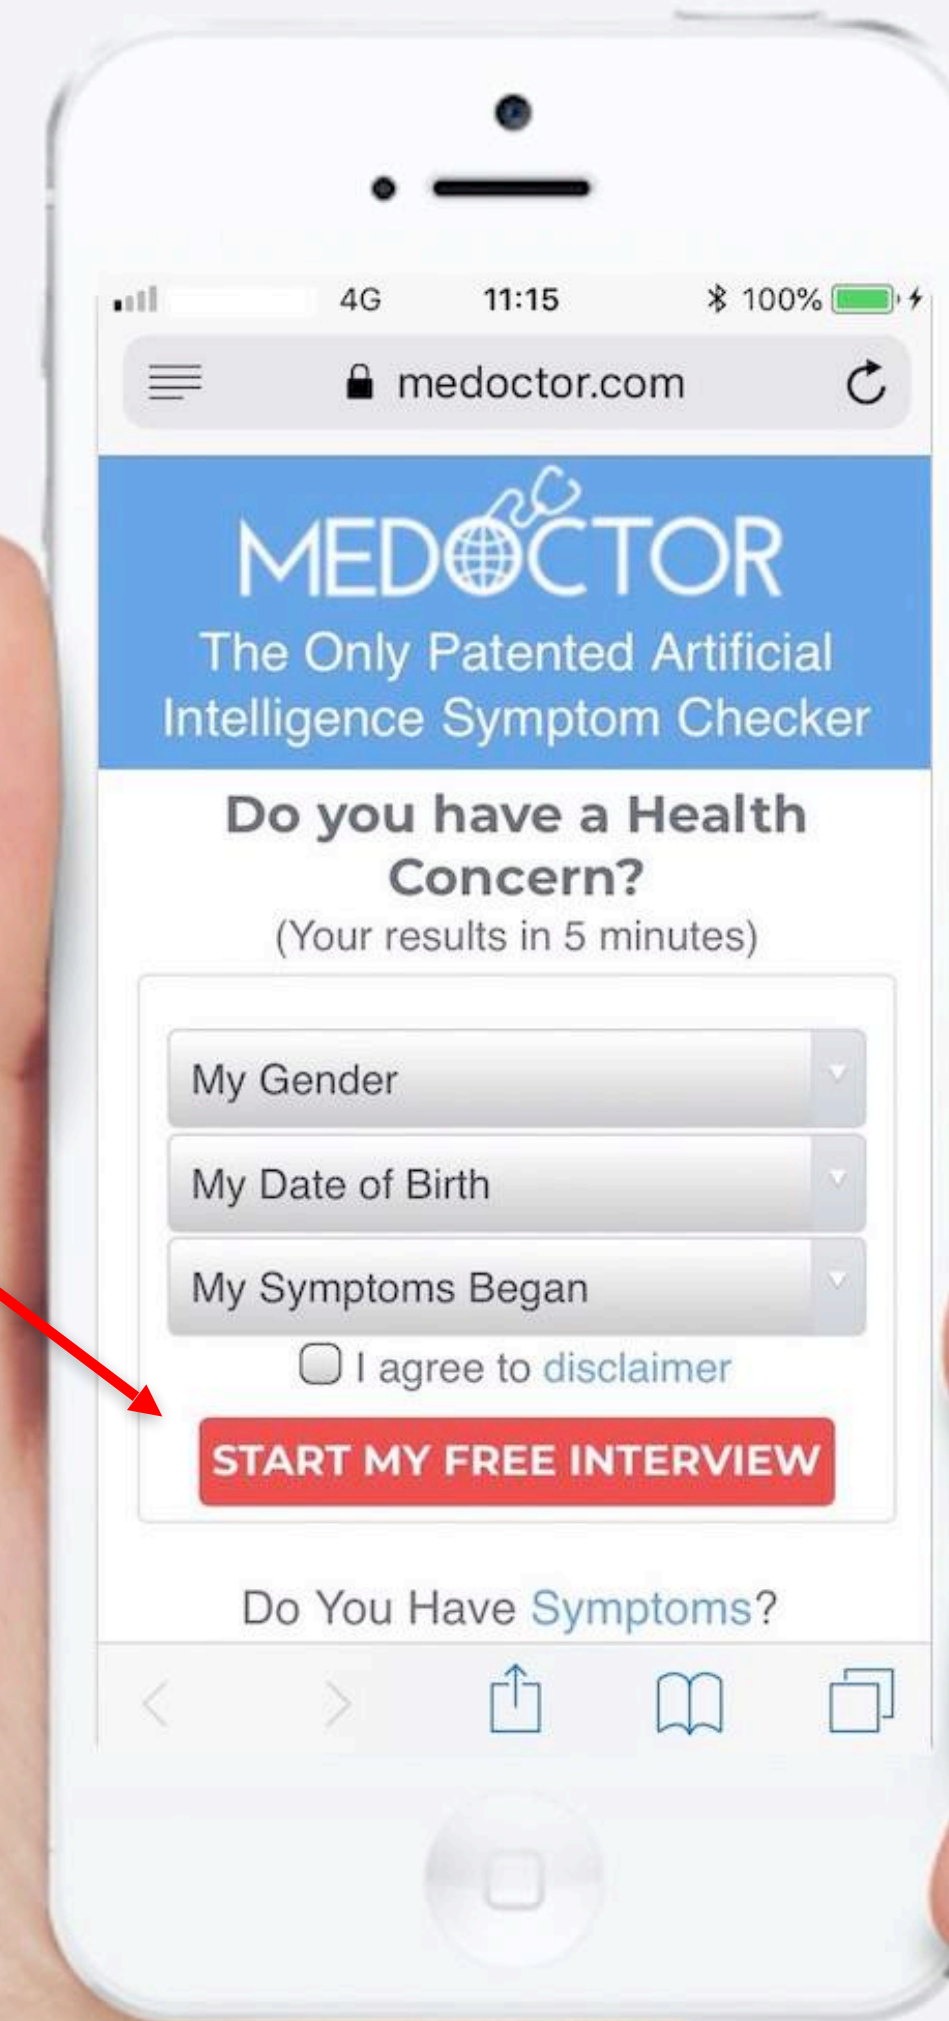 4G 11:15 100%
medoctor.com
MEDOCTOR
The Only Patented Artificial
Intelligence Symptom Checker
Do you have a Health
Concern?
(Your results in 5 minutes)
My Gender
My Date of Birth
My Symptoms Began
I agree to disclaimer
START MY FREE INTERVIEW
Do You Have Symptoms?